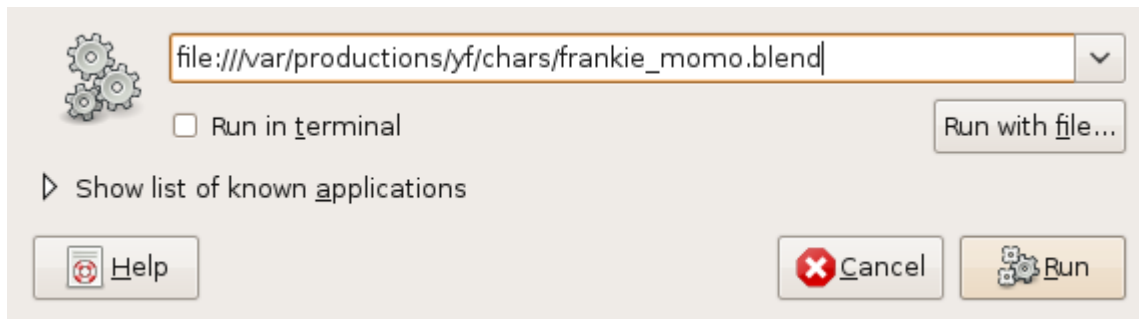 file:///var/productions/yf/chars/frankie_momo.blend
Run in terminal
Run with file...
Show list of known applications
Help
Cancel
Run